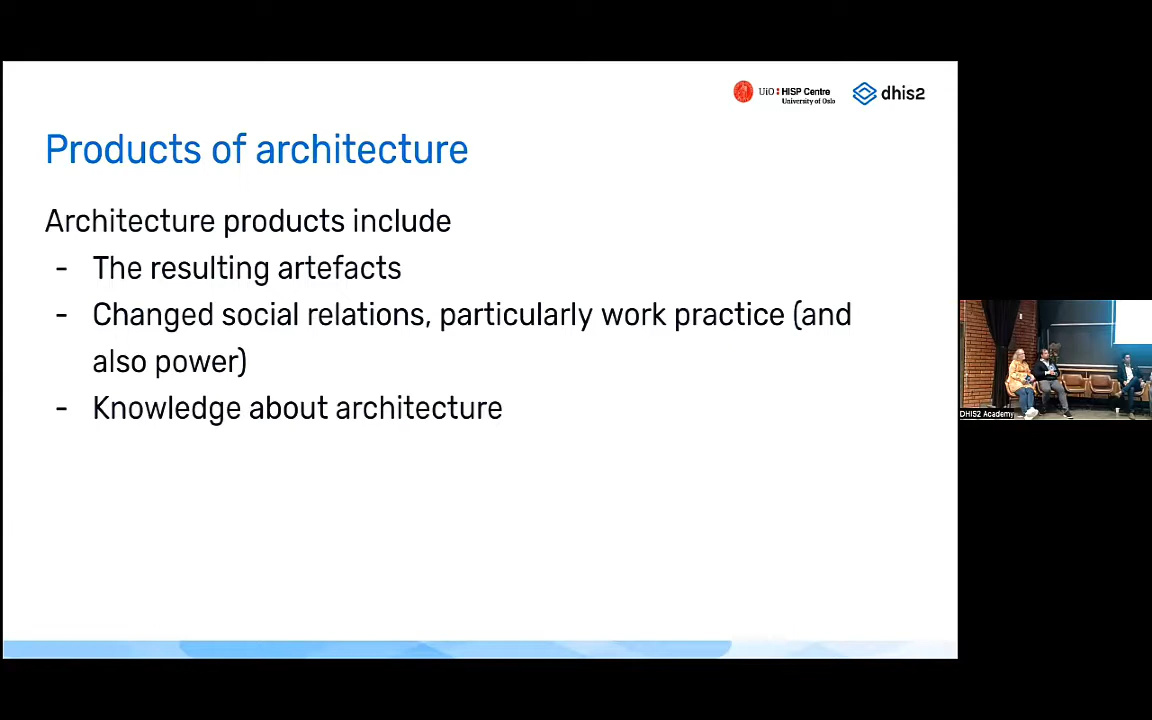 UiO : HISP Centre
University of Oslo
dhis2
Products of architecture
Architecture products include
- The resulting artefacts
- Changed social relations, particularly work practice (and
also power)
- Knowledge about architecture
DHIS2 Academy